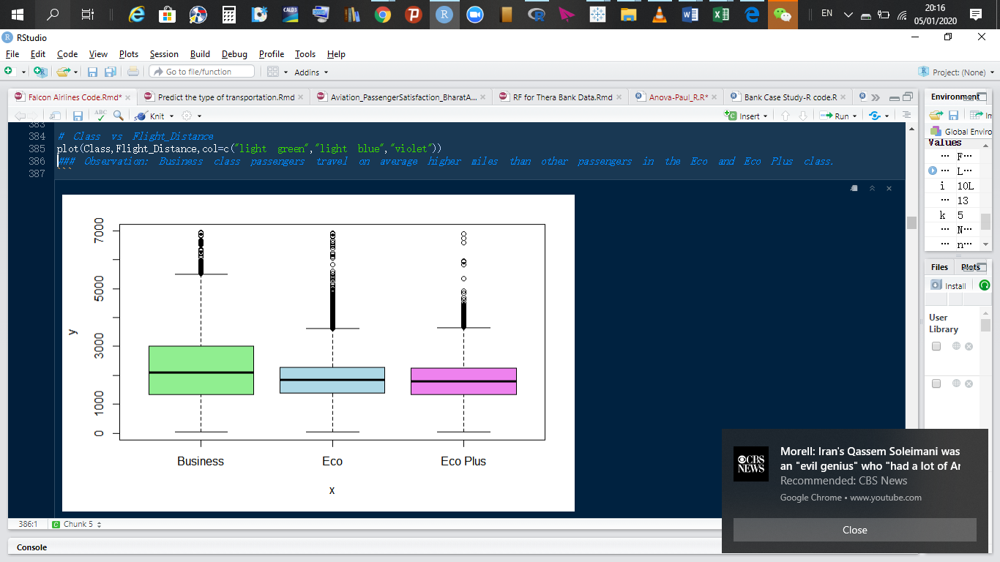 EN
20:16
05/01/2020
RStudio
File Edit Code View Plots Session Build Debug Profile Tools Help
Go to file/function
Addins
Project: (None)
Falcon Airlines Code.Rmd*
Predict the type of transportation.Rmd
Aviation_PassengerSatisfaction_BharatA...
RF for Thera Bank Data.Rmd
Anova-Paul_R.R*
Bank Case Study-R code.R
Environment
ABC
Knit
Insert
Run
Global Enviro
383
384 # Class vs Flight_Distance
385 plot(Class,Flight_Distance,col=c("light green","light blue","violet"))
386 ### Observation: Business class passengers travel on average higher miles than other passengers in the Eco and Eco Plus class.
387 ```
Values
... F...
... L...
i 10L
... 13
k 5
... N...
... n...
Files Plots
Install
User
Library
7000
5000
3000
1000
0
y
Business Eco Eco Plus
x
CBS
NEWS
Morell: Iran's Qassem Soleimani was
an "evil genius" who "had a lot of Ar
Recommended: CBS News
Google Chrome • www.youtube.com
Close
386:1 Chunk 5
Console